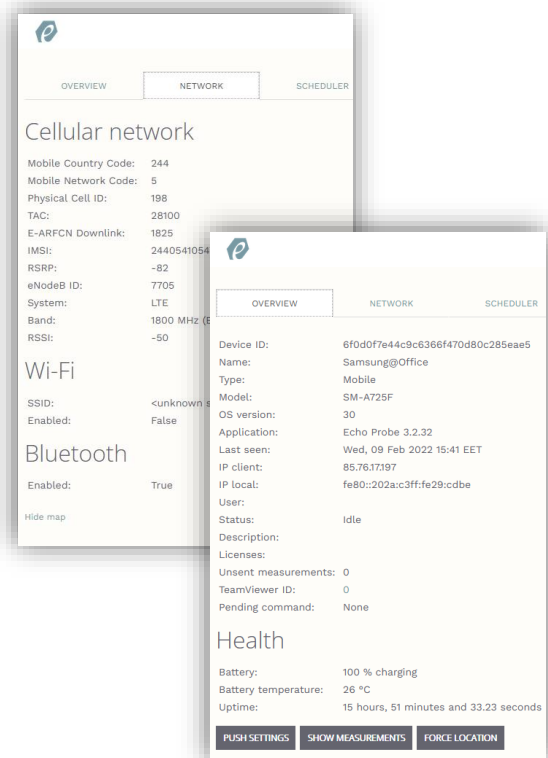 OVERVIEW NETWORK SCHEDULER
Cellular network
Mobile Country Code: 244
Mobile Network Code: 5
Physical Cell ID: 198
TAC: 28100
E-ARFCN Downlink: 1825
IMSI:
RSRP: -82
eNodeB ID: 7705
System: LTE
Band: 1800 MHz
RSSI: -50
Wi-Fi
SSID: <unknown
Enabled: False
Bluetooth
Enabled: True
Hide map
OVERVIEW NETWORK SCHEDULER
Device ID: 6f0d0f7e44c9c6366f470d80c285eae5
Name: Samsung@Office
Type: Mobile
Model: SM-A725F
OS version: 30
Application: Echo Probe 3.2.32
Last seen: Wed, 09 Feb 2022 15:41 EET
IP client: 85.76.17.197
IP local: fe80::202a:c3ff:fe29:cdbe
User:
Status: Idle
Description:
Licenses:
Unsent measurements: 0
TeamViewer ID: 0
Pending command: None
Health
Battery: 100 % charging
Battery temperature: 26 °C
Uptime: 15 hours, 51 minutes and 33.23 seconds
PUSH SETTINGS SHOW MEASUREMENTS FORCE LOCATION